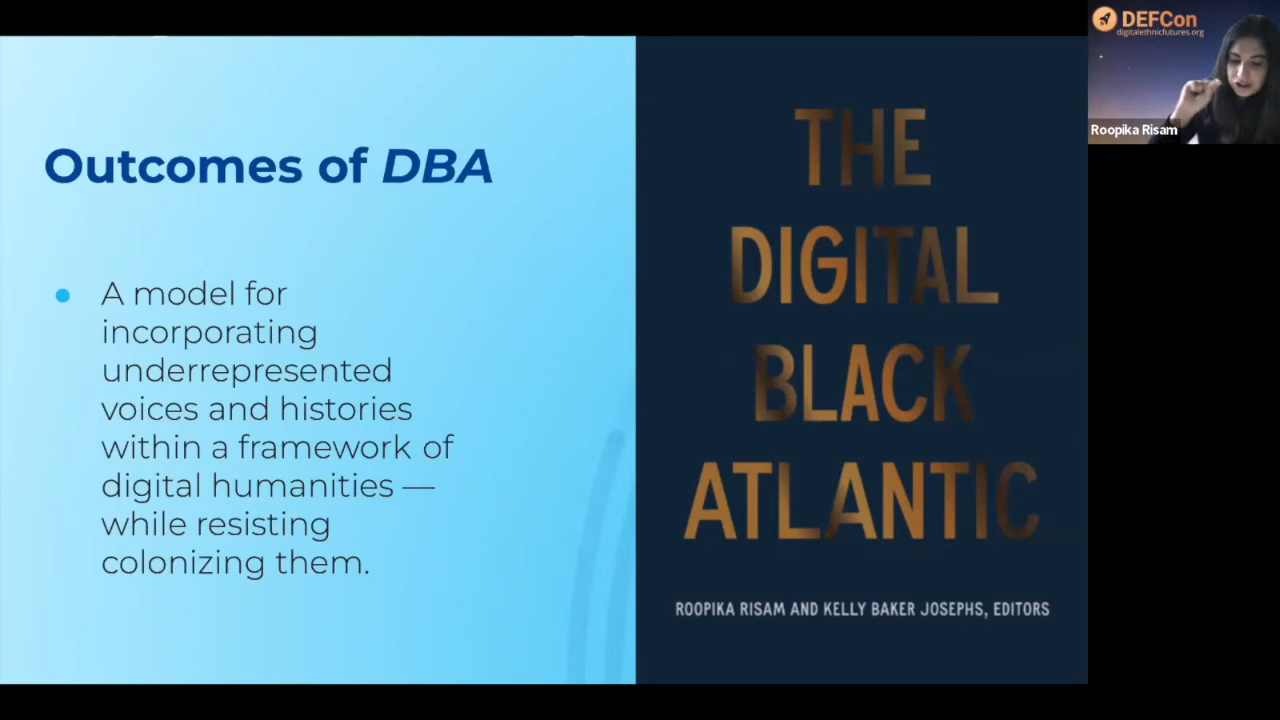 Outcomes of DBA
A model for
incorporating
underrepresented
voices and histories
within a framework of
digital humanities —
while resisting
colonizing them.
THE
DIGITAL
BLACK
ATLANTIC
ROOPIKA RISAM AND KELLY BAKER JOSEPHS, EDITORS
DEFCon
digitalethnicfutures.org
Roopika Risam